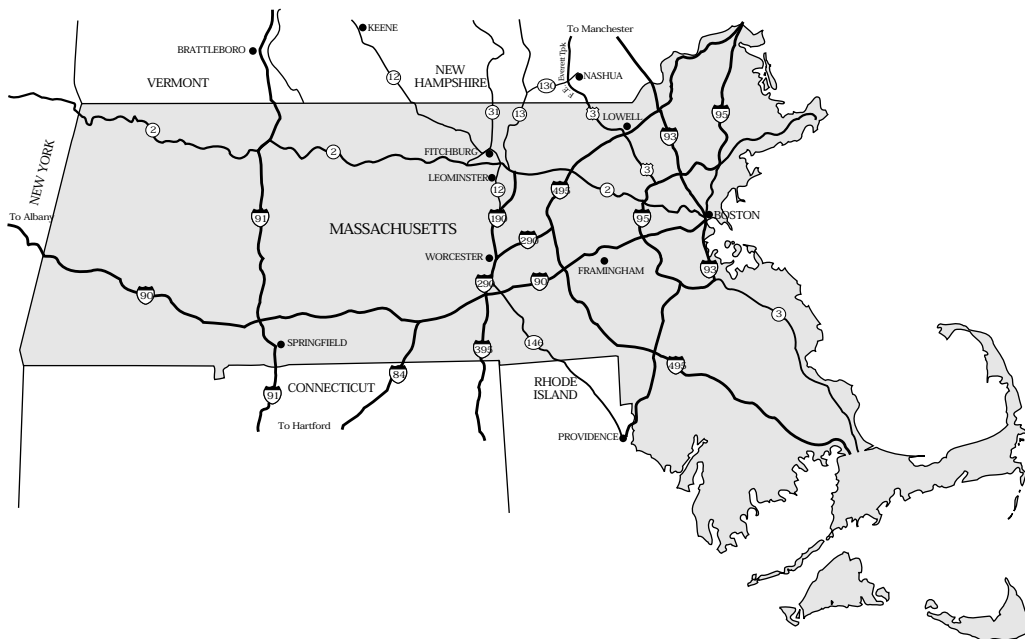 KEENE
To Manchester
BRATTLEBORO
VERMONT
NEW
HAMPSHIRE
12
F. E. Everett Tpk
NASHUA
130
31
13
3
LOWELL
95
93
2
2
FITCHBURG
LEOMINSTER
12
495
2
3
NEW YORK
To Albany
91
MASSACHUSETTS
190
290
95
BOSTON
WORCESTER
FRAMINGHAM
93
290
90
90
3
SPRINGFIELD
395
146
495
84
CONNECTICUT
91
RHODE
ISLAND
To Hartford
PROVIDENCE